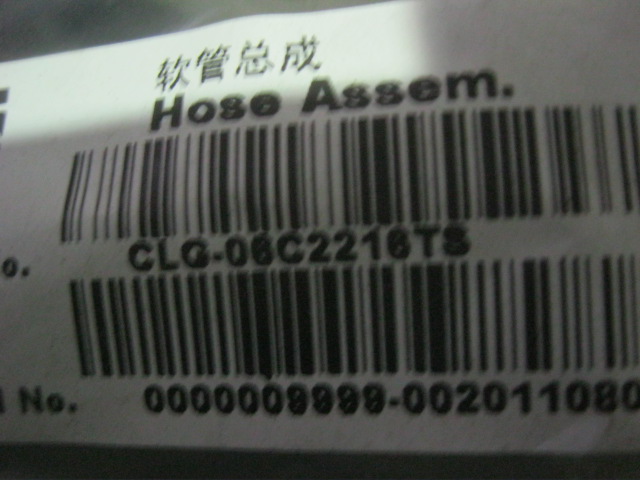 软管总成
Hose Assem.
o. CLG-06C2216TS
No. 0000009999-002011080